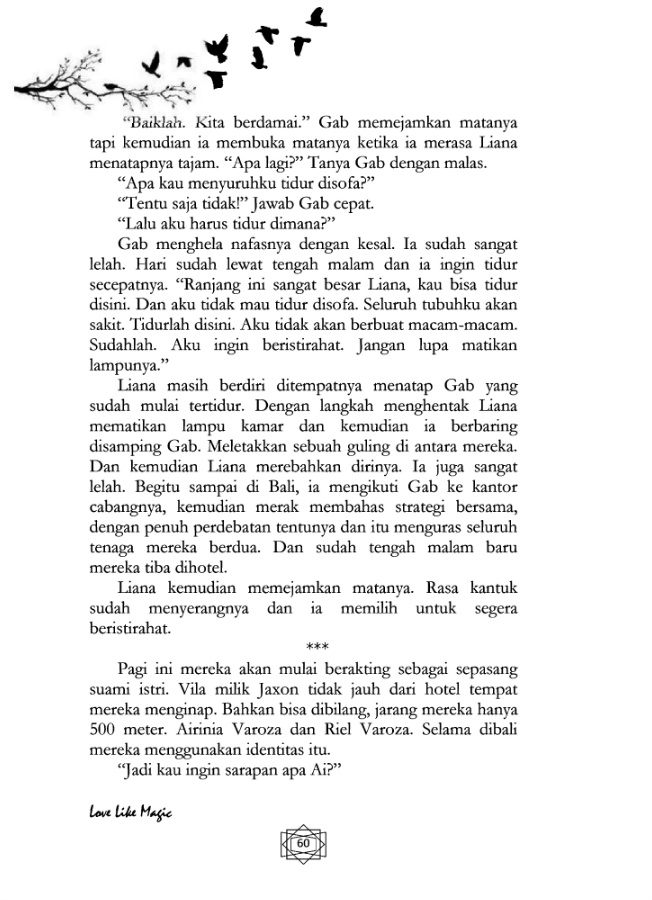 “Baiklah. Kita berdamai.” Gab memejamkan matanya
tapi kemudian ia membuka matanya ketika ia merasa Liana
menatapnya tajam. “Apa lagi?” Tanya Gab dengan malas.
“Apa kau menyuruhku tidur disofa?”
“Tentu saja tidak!” Jawab Gab cepat.
“Lalu aku harus tidur dimana?”
Gab menghela nafasnya dengan kesal. Ia sudah sangat
lelah. Hari sudah lewat tengah malam dan ia ingin tidur
secepatnya. “Ranjang ini sangat besar Liana, kau bisa tidur
disini. Dan aku tidak mau tidur disofa. Seluruh tubuhku akan
sakit. Tidurlah disini. Aku tidak akan berbuat macam-macam.
Sudahlah. Aku ingin beristirahat. Jangan lupa matikan
lampunya.”
Liana masih berdiri ditempatnya menatap Gab yang
sudah mulai tertidur. Dengan langkah menghentak Liana
mematikan lampu kamar dan kemudian ia berbaring
disamping Gab. Meletakkan sebuah guling di antara mereka.
Dan kemudian Liana merebahkan dirinya. Ia juga sangat
lelah. Begitu sampai di Bali, ia mengikuti Gab ke kantor
cabangnya, kemudian merak membahas strategi bersama,
dengan penuh perdebatan tentunya dan itu menguras seluruh
tenaga mereka berdua. Dan sudah tengah malam baru
mereka tiba dihotel.
Liana kemudian memejamkan matanya. Rasa kantuk
sudah menyerangnya dan ia memilih untuk segera
beristirahat.
***
Pagi ini mereka akan mulai berakting sebagai sepasang
suami istri. Vila milik Jaxon tidak jauh dari hotel tempat
mereka menginap. Bahkan bisa dibilang, jarang mereka hanya
500 meter. Airinia Varoza dan Riel Varoza. Selama dibali
mereka menggunakan identitas itu.
“Jadi kau ingin sarapan apa Ai?”
Love Like Magic
60